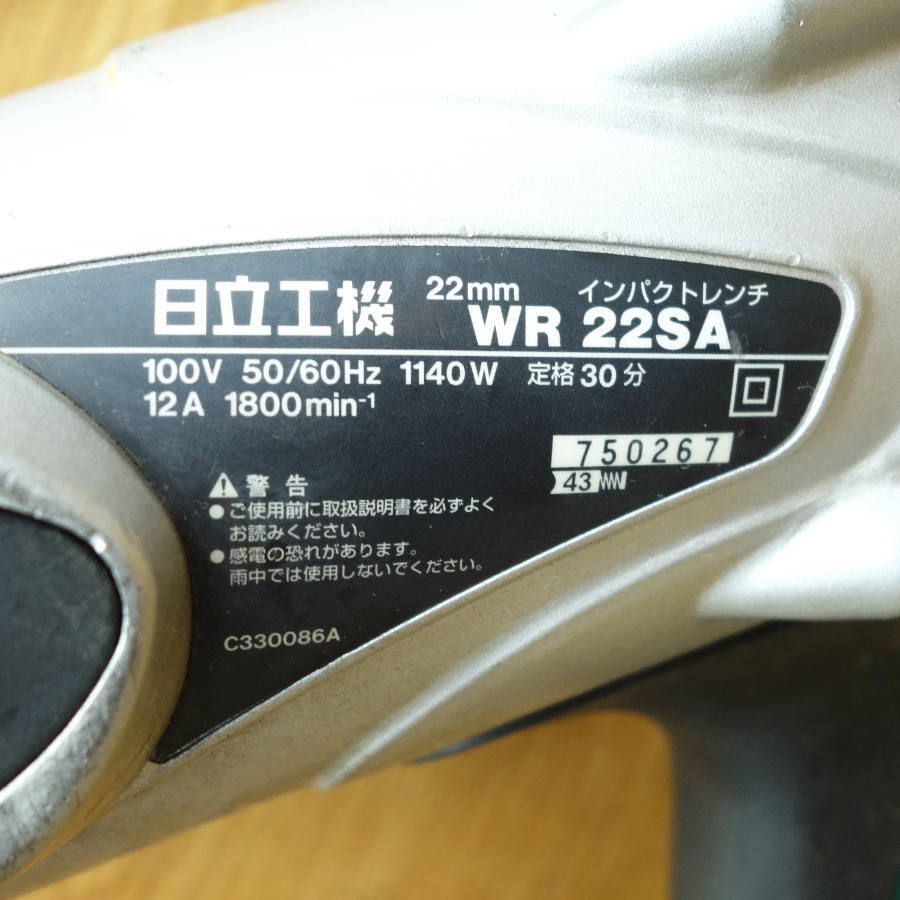 日立工機 22mm インパクトレンチ
WR 22SA
100V 50/60Hz 1140W 定格30分
12A 1800min-1
750267
43
警告
●ご使用前に取扱説明書を必ずよく
お読みください。
●感電の恐れがあります。
雨中では使用しないでください。
C330086A